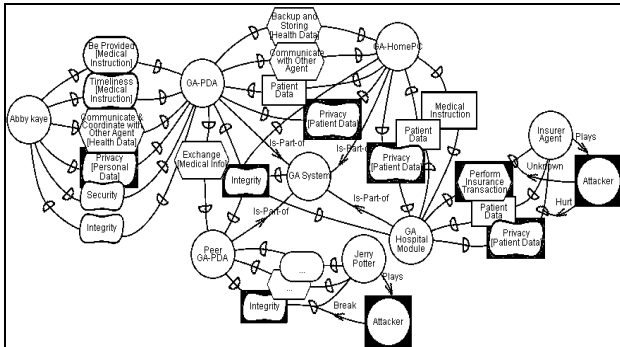 Backup and
Storing
[Health Data]
GA-HomePC
Be Provided
[Medical
Instruction]
Communicate
with Other
Agent
GA-PDA
Timeliness
[Medical
Instruction]
Patient
Data
Medical
Instruction
Abby kaye
Communicate &
Coordinate with
Other Agent
[Health Data]
Privacy
[Patient Data]
Patient
Data
Insurer
Agent
Plays
Exchange
[Medical Info]
Is-Part-of
Is-Part-of
Privacy
[Personal
Data]
Privacy
[Patient
Data]
Unknown
Attacker
Integrity
GA System
Perform
Insurance
Transaction
Security
Is-Part-of
Patient
Data
Hurt
Integrity
Is-Part-of
GA
Hospital
Module
Privacy
[Patient Data]
Peer
GA-PDA
...
Jerry
Potter
...
Plays
Integrity
Break
Attacker